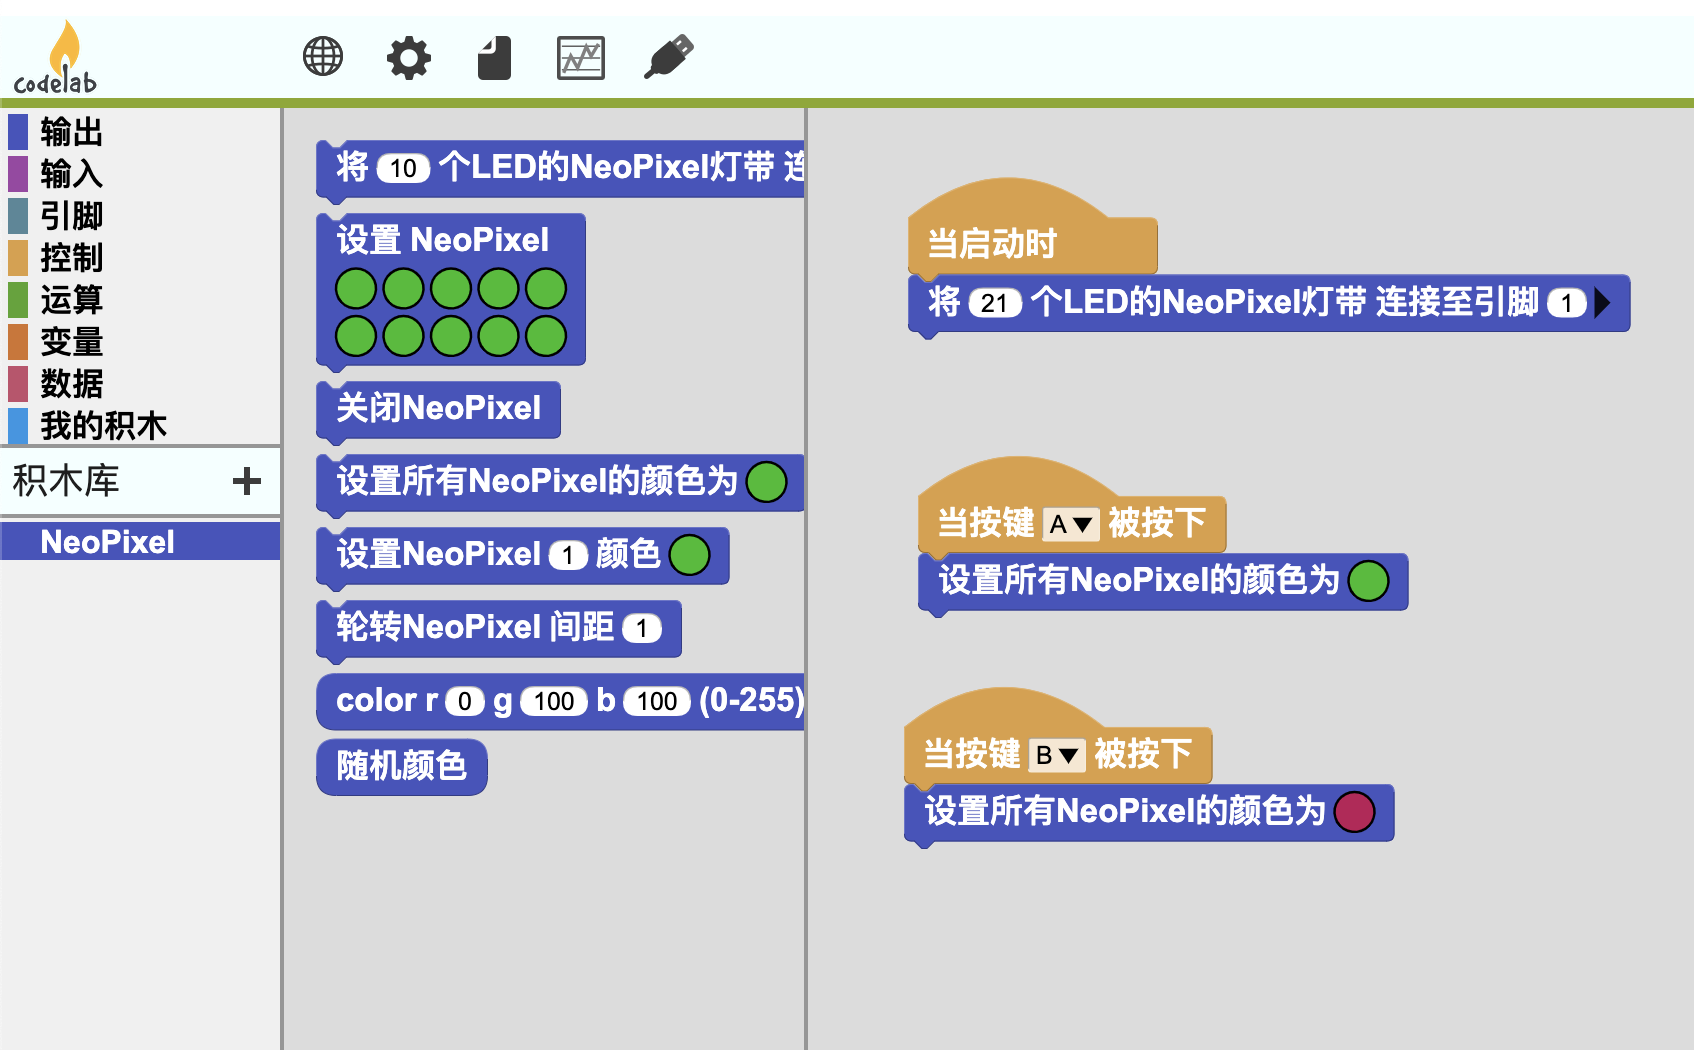 codelab
输出
输入
引脚
控制
运算
变量
数据
我的积木
积木库 +
NeoPixel
将 10 个LED的NeoPixel灯带 连
设置 NeoPixel
关闭NeoPixel
设置所有NeoPixel的颜色为
设置NeoPixel 1 颜色
轮转NeoPixel 间距 1
color r 0 g 100 b 100 (0-255)
随机颜色
当启动时
将 21 个LED的NeoPixel灯带 连接至引脚 1
当按键 A 被按下
设置所有NeoPixel的颜色为
当按键 B 被按下
设置所有NeoPixel的颜色为